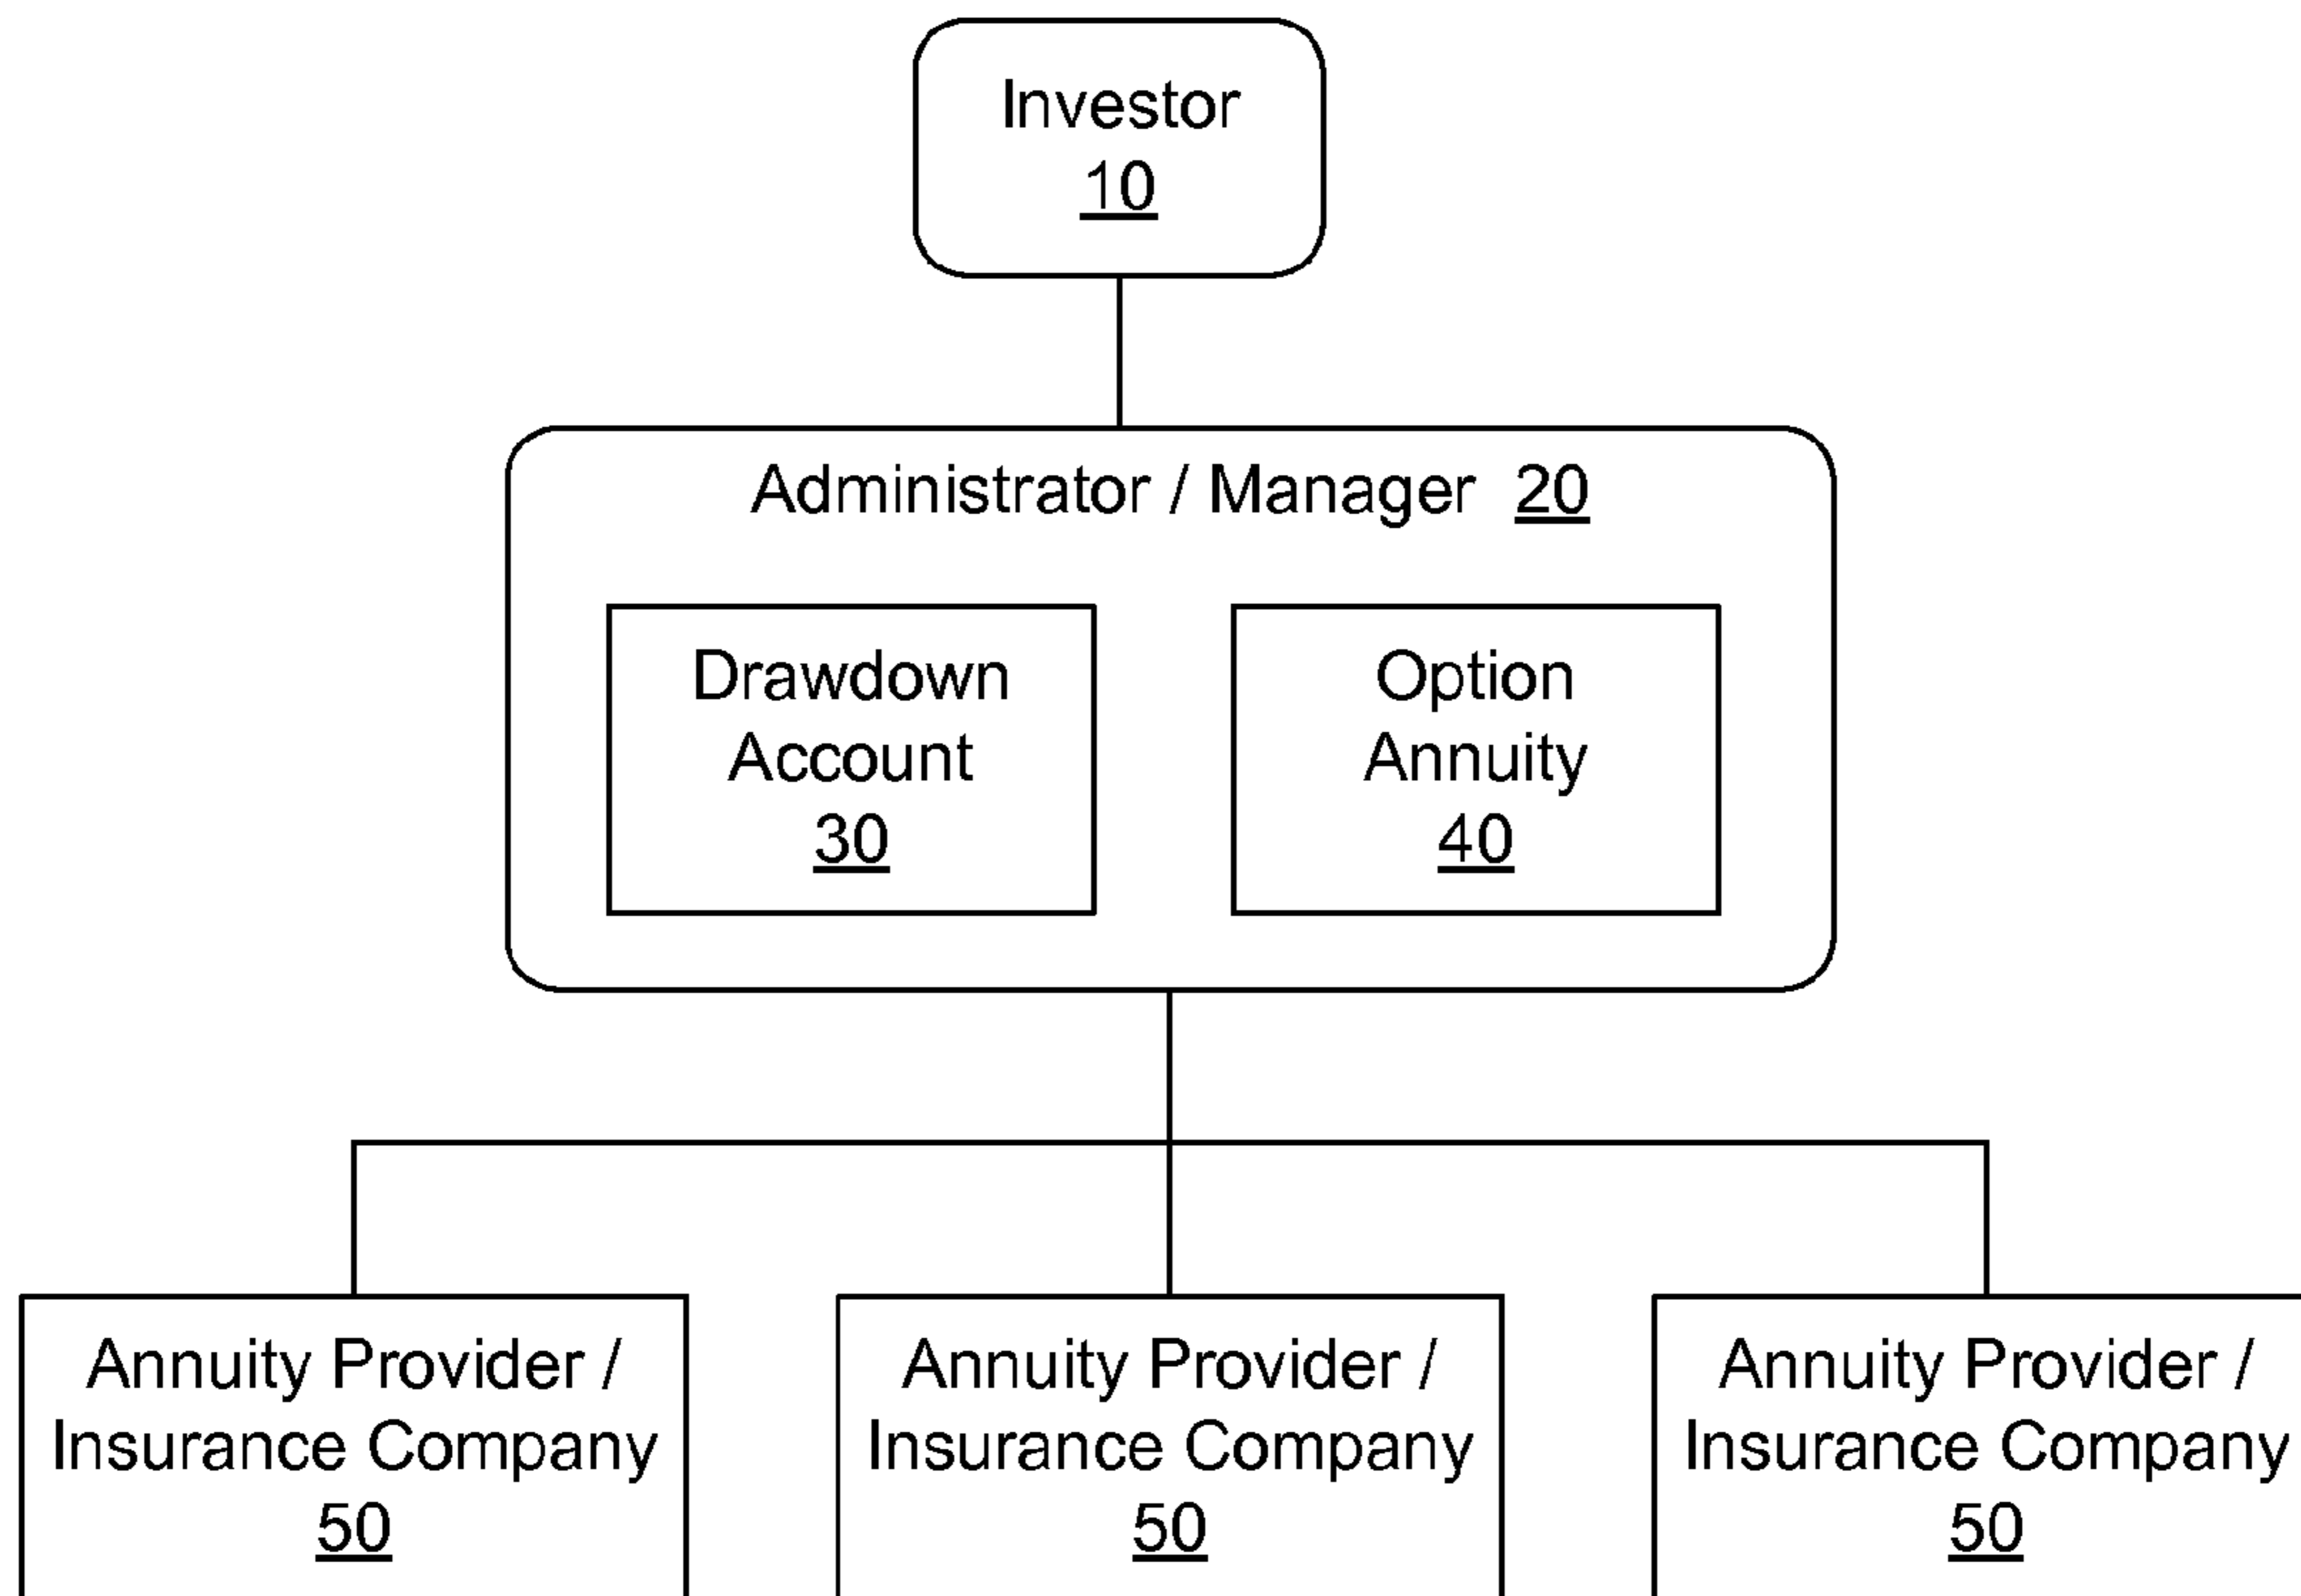 Investor
10
Administrator / Manager 20
Drawdown
Account
30
Option
Annuity
40
Annuity Provider /
Insurance Company
50
Annuity Provider /
Insurance Company
50
Annuity Provider /
Insurance Company
50